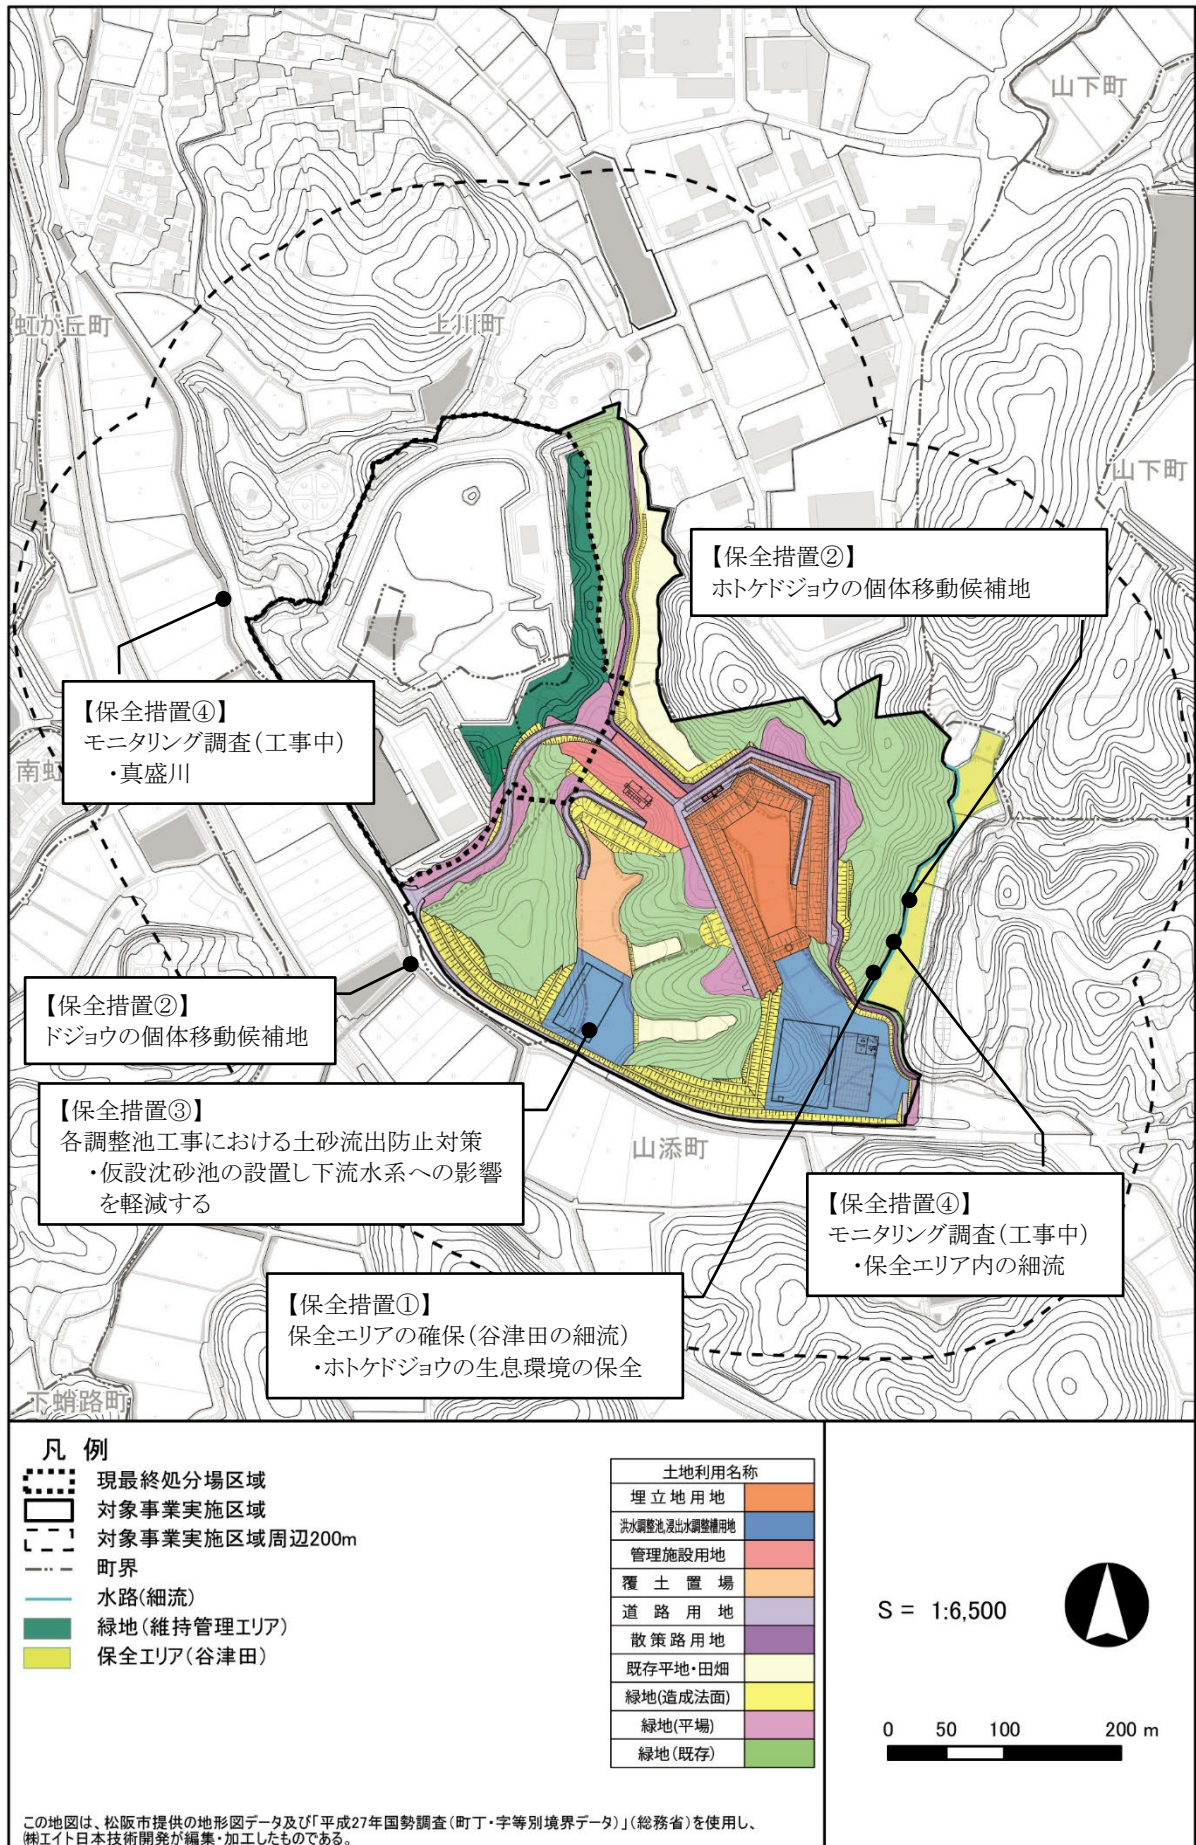 山下町
虹が丘町
上川町
山下町
【保全措置②】
ホトケドジョウの個体移動候補地
【保全措置④】
モニタリング調査(工事中)
・真盛川
南虹
【保全措置②】
ドジョウの個体移動候補地
【保全措置③】
各調整池工事における土砂流出防止対策
・仮設沈砂池の設置し下流水系への影響
を軽減する
山添町
【保全措置④】
モニタリング調査(工事中)
・保全エリア内の細流
【保全措置①】
保全エリアの確保(谷津田の細流)
・ホトケドジョウの生息環境の保全
下蛸路町
凡 例
現最終処分場区域
対象事業実施区域
対象事業実施区域周辺200m
町界
水路(細流)
緑地(維持管理エリア)
保全エリア(谷津田)
土地利用名称
埋立地用地
洪水調整池,浸出水調整槽用地
管理施設用地
覆土置場
道路用地
散策路用地
既存平地・田畑
緑地(造成法面)
緑地(平場)
緑地(既存)
S = 1:6,500
0 50 100 200 m
この地図は、松阪市提供の地形図データ及び「平成27年国勢調査(町丁・字等別境界データ)」(総務省)を使用し、
㈱エイト日本技術開発が編集・加工したものである。